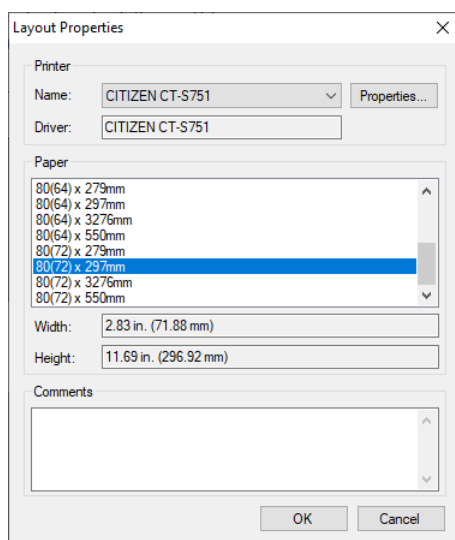 Layout Properties
Printer
Name: CITIZEN CT-S751 Properties...
Driver: CITIZEN CT-S751
Paper
80(64) x 279mm
80(64) x 297mm
80(64) x 3276mm
80(64) x 550mm
80(72) x 279mm
80(72) x 297mm
80(72) x 3276mm
80(72) x 550mm
Width: 2.83 in. (71.88 mm)
Height: 11.69 in. (296.92 mm)
Comments
OK Cancel